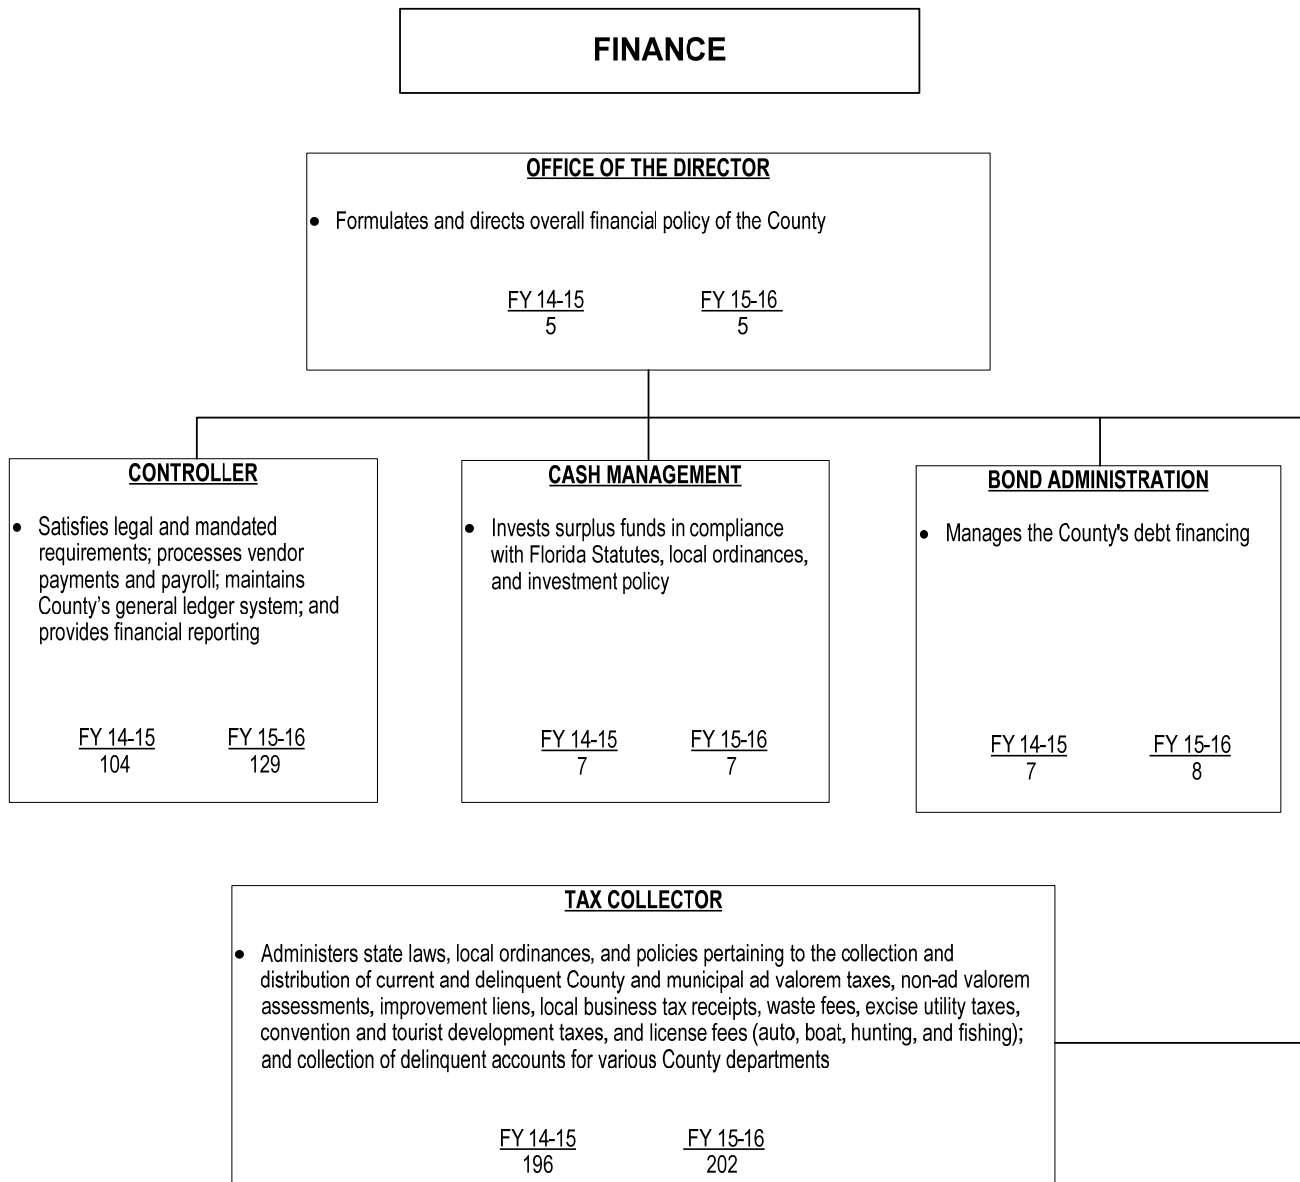 FINANCE
OFFICE OF THE DIRECTOR
• Formulates and directs overall financial policy of the County
FY 14-15 FY 15-16
5 5
CONTROLLER
• Satisfies legal and mandated
requirements; processes vendor
payments and payroll; maintains
County's general ledger system; and
provides financial reporting
FY 14-15 FY 15-16
104 129
CASH MANAGEMENT
• Invests surplus funds in compliance
with Florida Statutes, local ordinances,
and investment policy
FY 14-15 FY 15-16
7 7
BOND ADMINISTRATION
• Manages the County's debt financing
FY 14-15 FY 15-16
7 8
TAX COLLECTOR
• Administers state laws, local ordinances, and policies pertaining to the collection and
distribution of current and delinquent County and municipal ad valorem taxes, non-ad valorem
assessments, improvement liens, local business tax receipts, waste fees, excise utility taxes,
convention and tourist development taxes, and license fees (auto, boat, hunting, and fishing);
and collection of delinquent accounts for various County departments
FY 14-15 FY 15-16
196 202